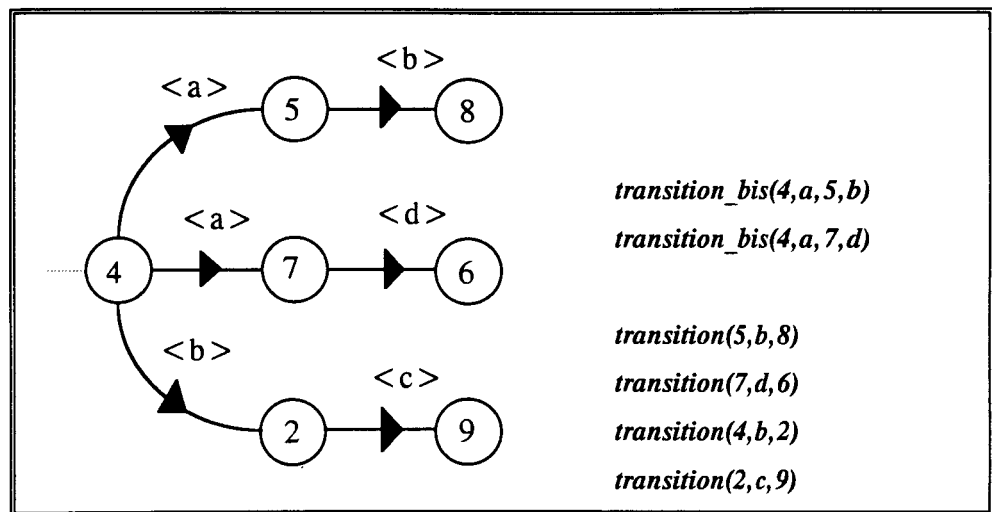 <a>
<b>
5
8
<a>
<d>
4
7
6
<b>
<c>
2
9
transition_bis(4,a,5,b)
transition_bis(4,a,7,d)
transition(5,b,8)
transition(7,d,6)
transition(4,b,2)
transition(2,c,9)